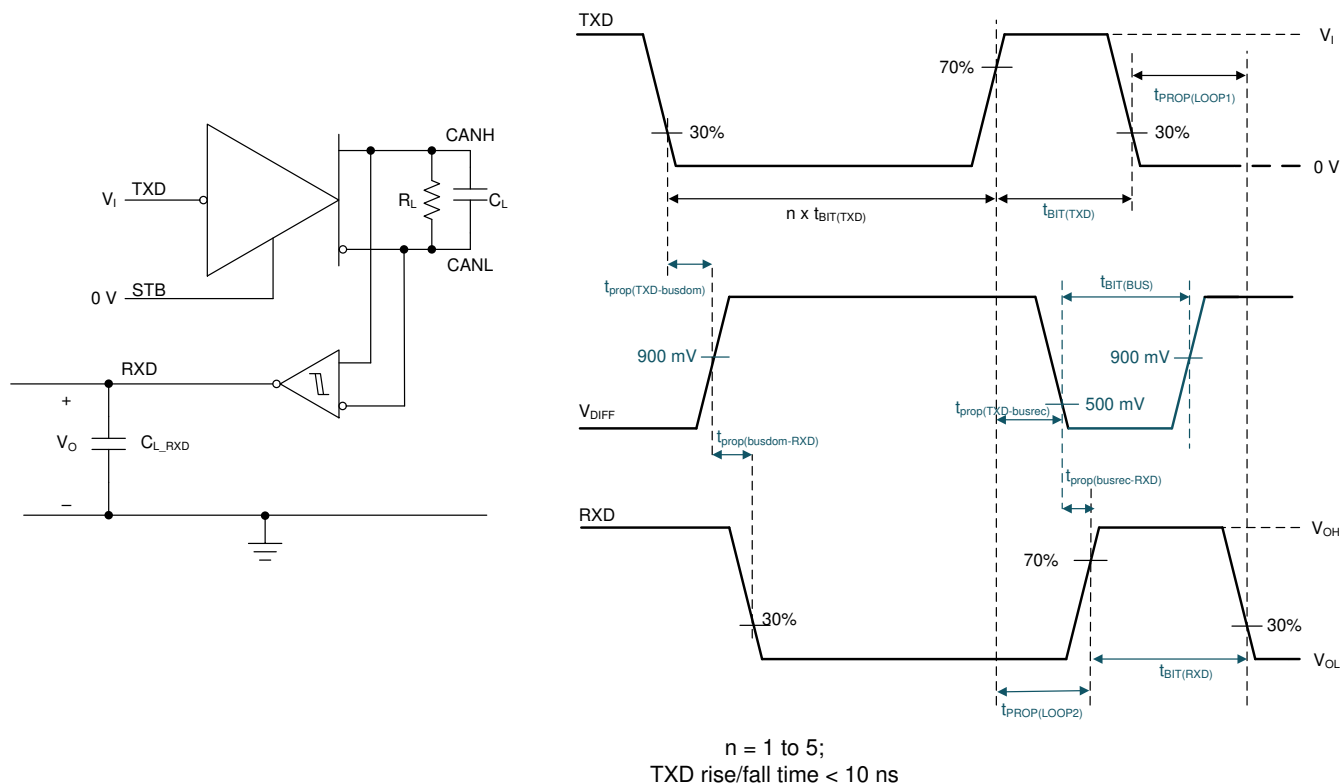 CANH
R_L
C_L
V_I
TXD
CANL
0 V
STB
RXD
+
V_O
C_L_RXD
–
TXD
V_I
70%
t_PROP(LOOP1)
30%
30%
0 V
n x t_BIT(TXD)
t_BIT(TXD)
t_prop(TXD-busdom)
t_BIT(BUS)
900 mV
900 mV
500 mV
V_DIFF
t_prop(TXD-busrec)
t_prop(busdom-RXD)
t_prop(busrec-RXD)
RXD
V_OH
70%
30%
30%
V_OL
t_BIT(RXD)
t_PROP(LOOP2)
n = 1 to 5;
TXD rise/fall time < 10 ns